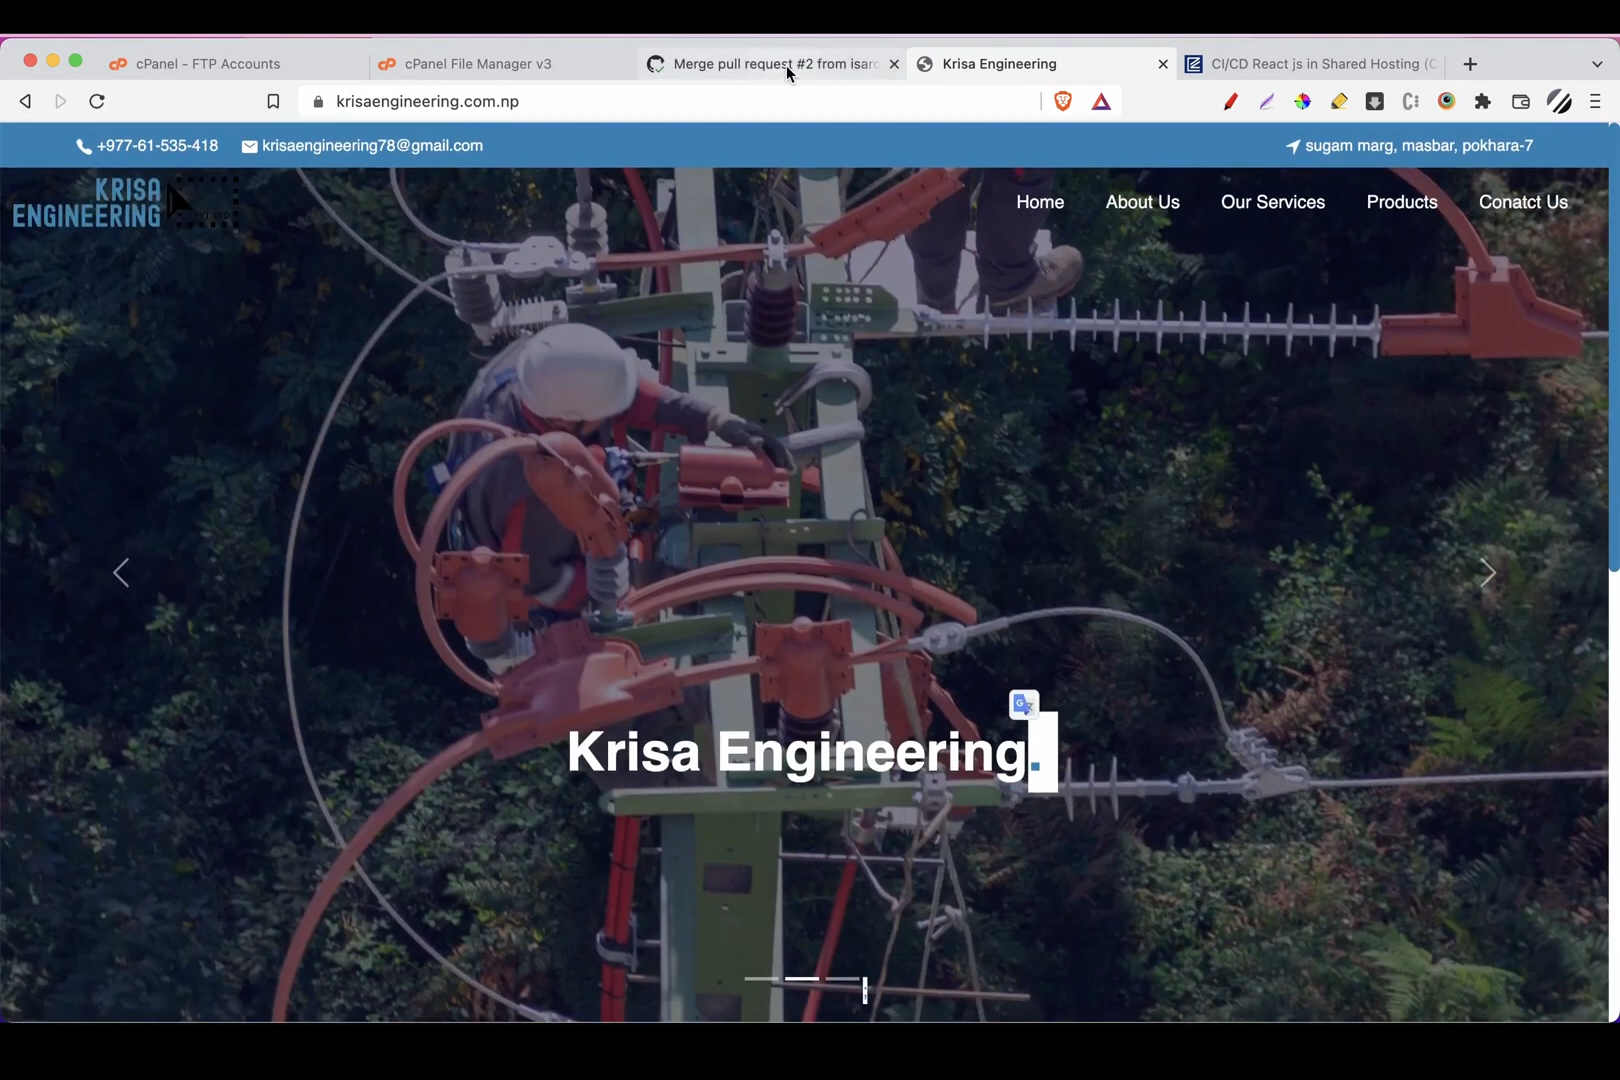 cPanel - FTP Accounts
cPanel File Manager v3
Merge pull request #2 from isar
Krisa Engineering
CI/CD React js in Shared Hosting (C
krisaengineering.com.np
+977-61-535-418
krisaengineering78@gmail.com
sugam marg, masbar, pokhara-7
KRISA
ENGINEERING
Home
About Us
Our Services
Products
Conatct Us
Krisa Engineering.